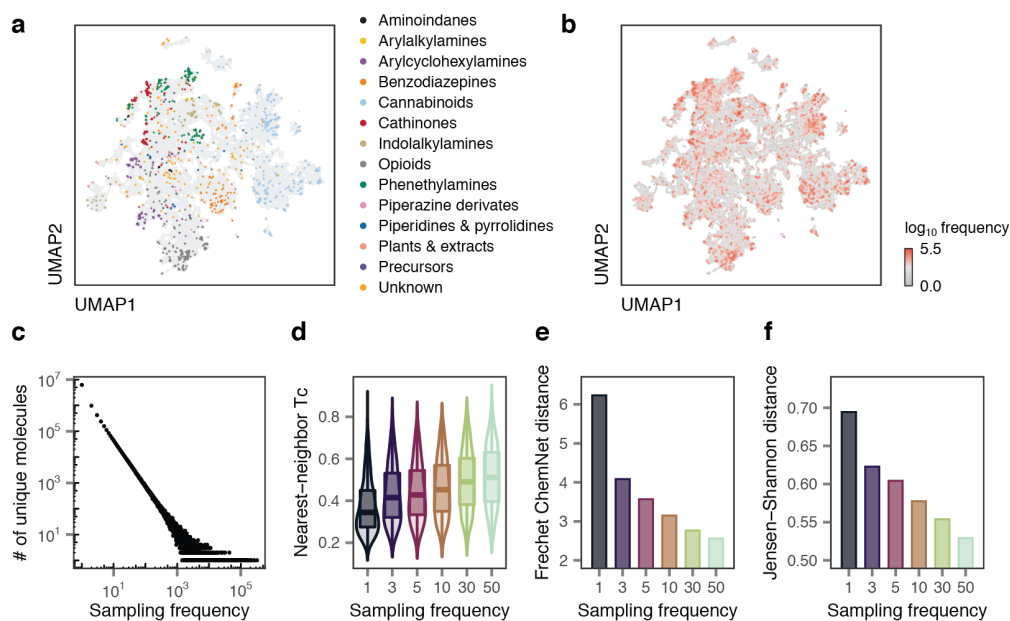 a
Aminoindanes
Arylalkylamines
Arylcyclohexylamines
Benzodiazepines
Cannabinoids
Cathinones
Indolalkylamines
Opioids
Phenethylamines
Piperazine derivates
Piperidines & pyrrolidines
Plants & extracts
Precursors
Unknown
UMAP2
UMAP1
b
UMAP2
UMAP1
log10 frequency
5.5
0.0
c
# of unique molecules
10^7
10^5
10^3
10^1
10^1 10^3 10^5
Sampling frequency
d
Nearest−neighbor Tc
0.8
0.6
0.4
0.2
1 3 5 10 30 50
Sampling frequency
e
Frechet ChemNet distance
6
5
4
3
2
1 3 5 10 30 50
Sampling frequency
f
Jensen−Shannon distance
0.70
0.65
0.60
0.55
0.50
1 3 5 10 30 50
Sampling frequency